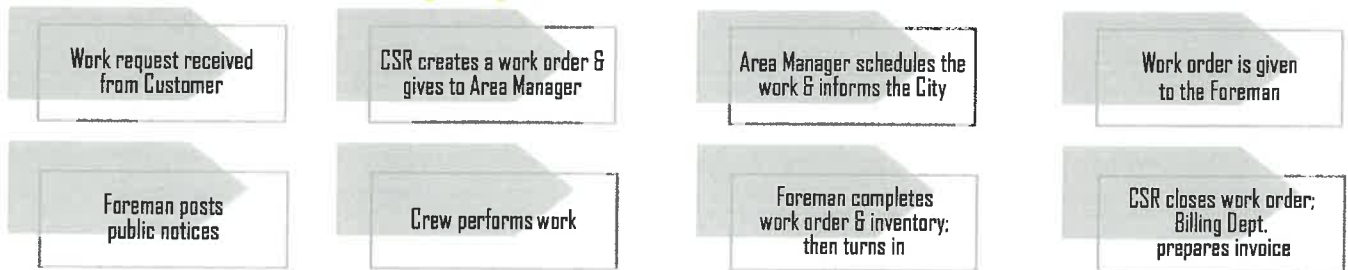 Work request received
from Customer
CSR creates a work order &
gives to Area Manager
Area Manager schedules the
work & informs the City
Work order is given
to the Foreman
Foreman posts
public notices
Crew performs work
Foreman completes
work order & inventory;
then turns in
CSR closes work order;
Billing Dept.
prepares invoice